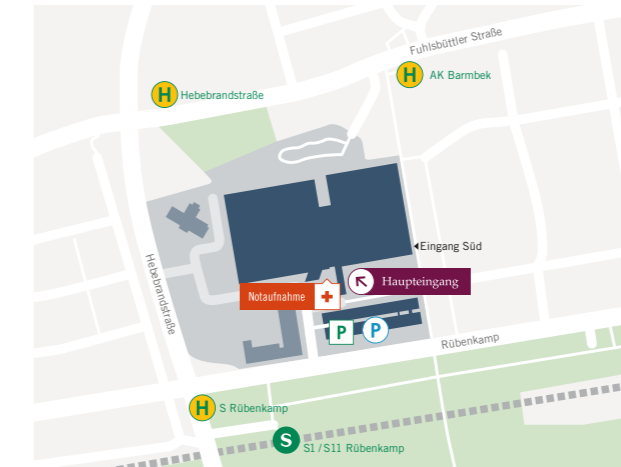 Fuhlsbüttler Straße
H AK Barmbek
H Hebebrandstraße
Eingang Süd
Hebebrandstraße
Haupteingang
Notaufnahme
P P
Rübenkamp
H S Rübenkamp
S S1/S11 Rübenkamp